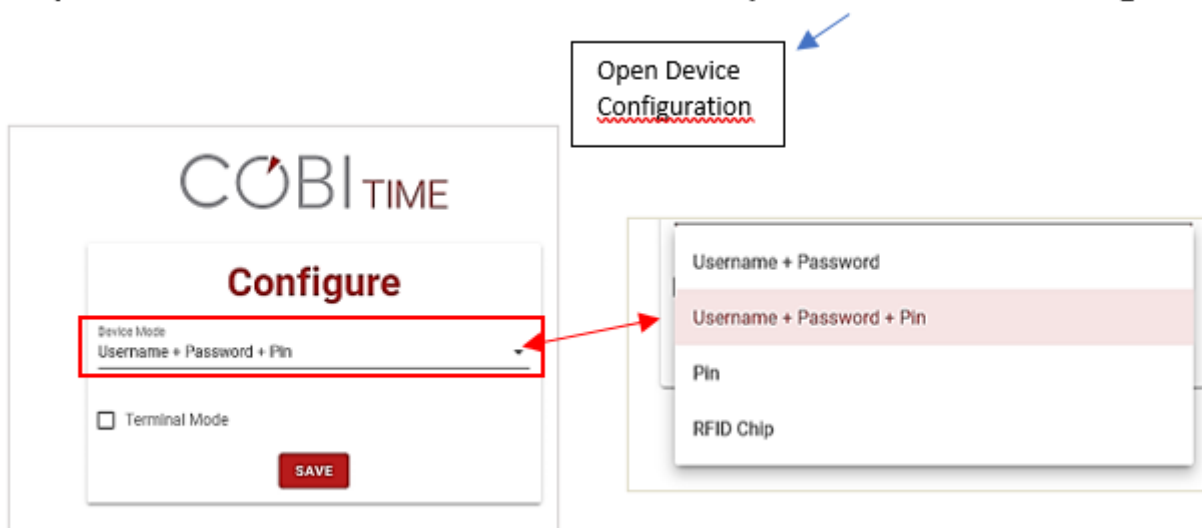 Open Device
Configuration
COBI TIME
Configure
Device Mode
Username + Password + Pin
Terminal Mode
SAVE
Username + Password
Username + Password + Pin
Pin
RFID Chip